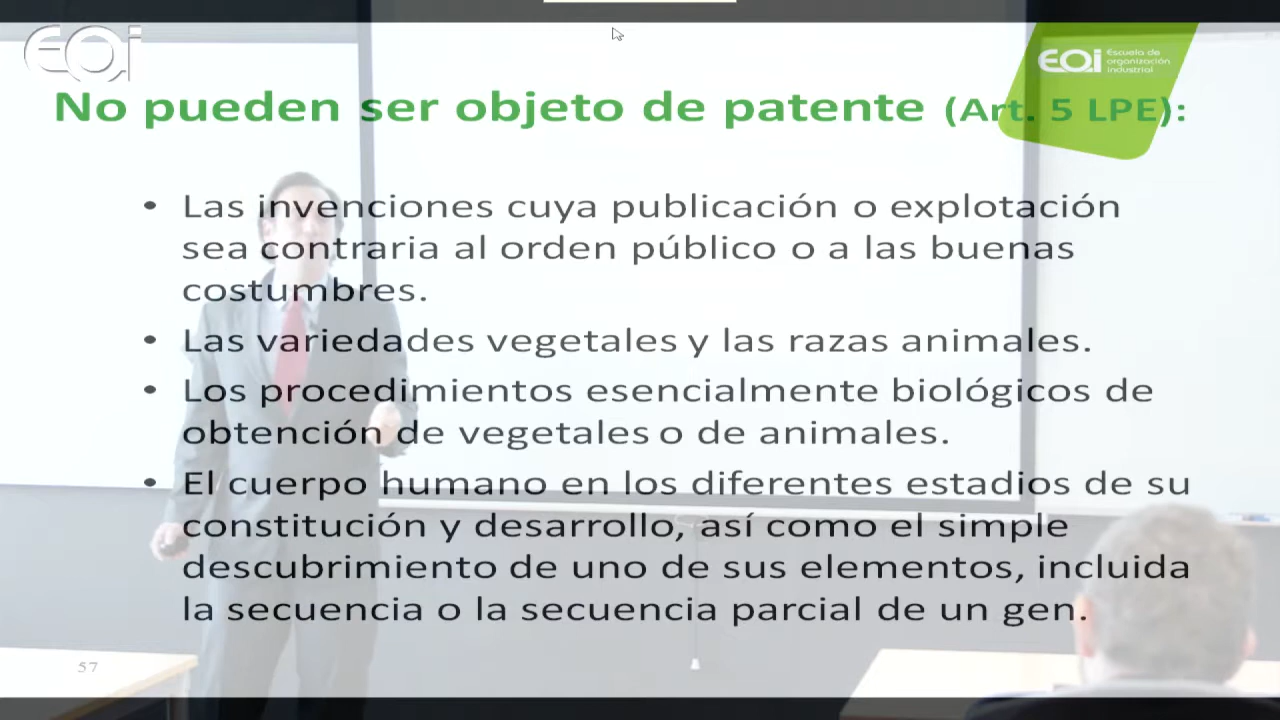 EOi
EOi Escuela de
organización
industrial
No pueden ser objeto de patente (Art. 5 LPE):
• Las invenciones cuya publicación o explotación
sea contraria al orden público o a las buenas
costumbres.
• Las variedades vegetales y las razas animales.
• Los procedimientos esencialmente biológicos de
obtención de vegetales o de animales.
• El cuerpo humano en los diferentes estadios de su
constitución y desarrollo, así como el simple
descubrimiento de uno de sus elementos, incluida
la secuencia o la secuencia parcial de un gen.
57